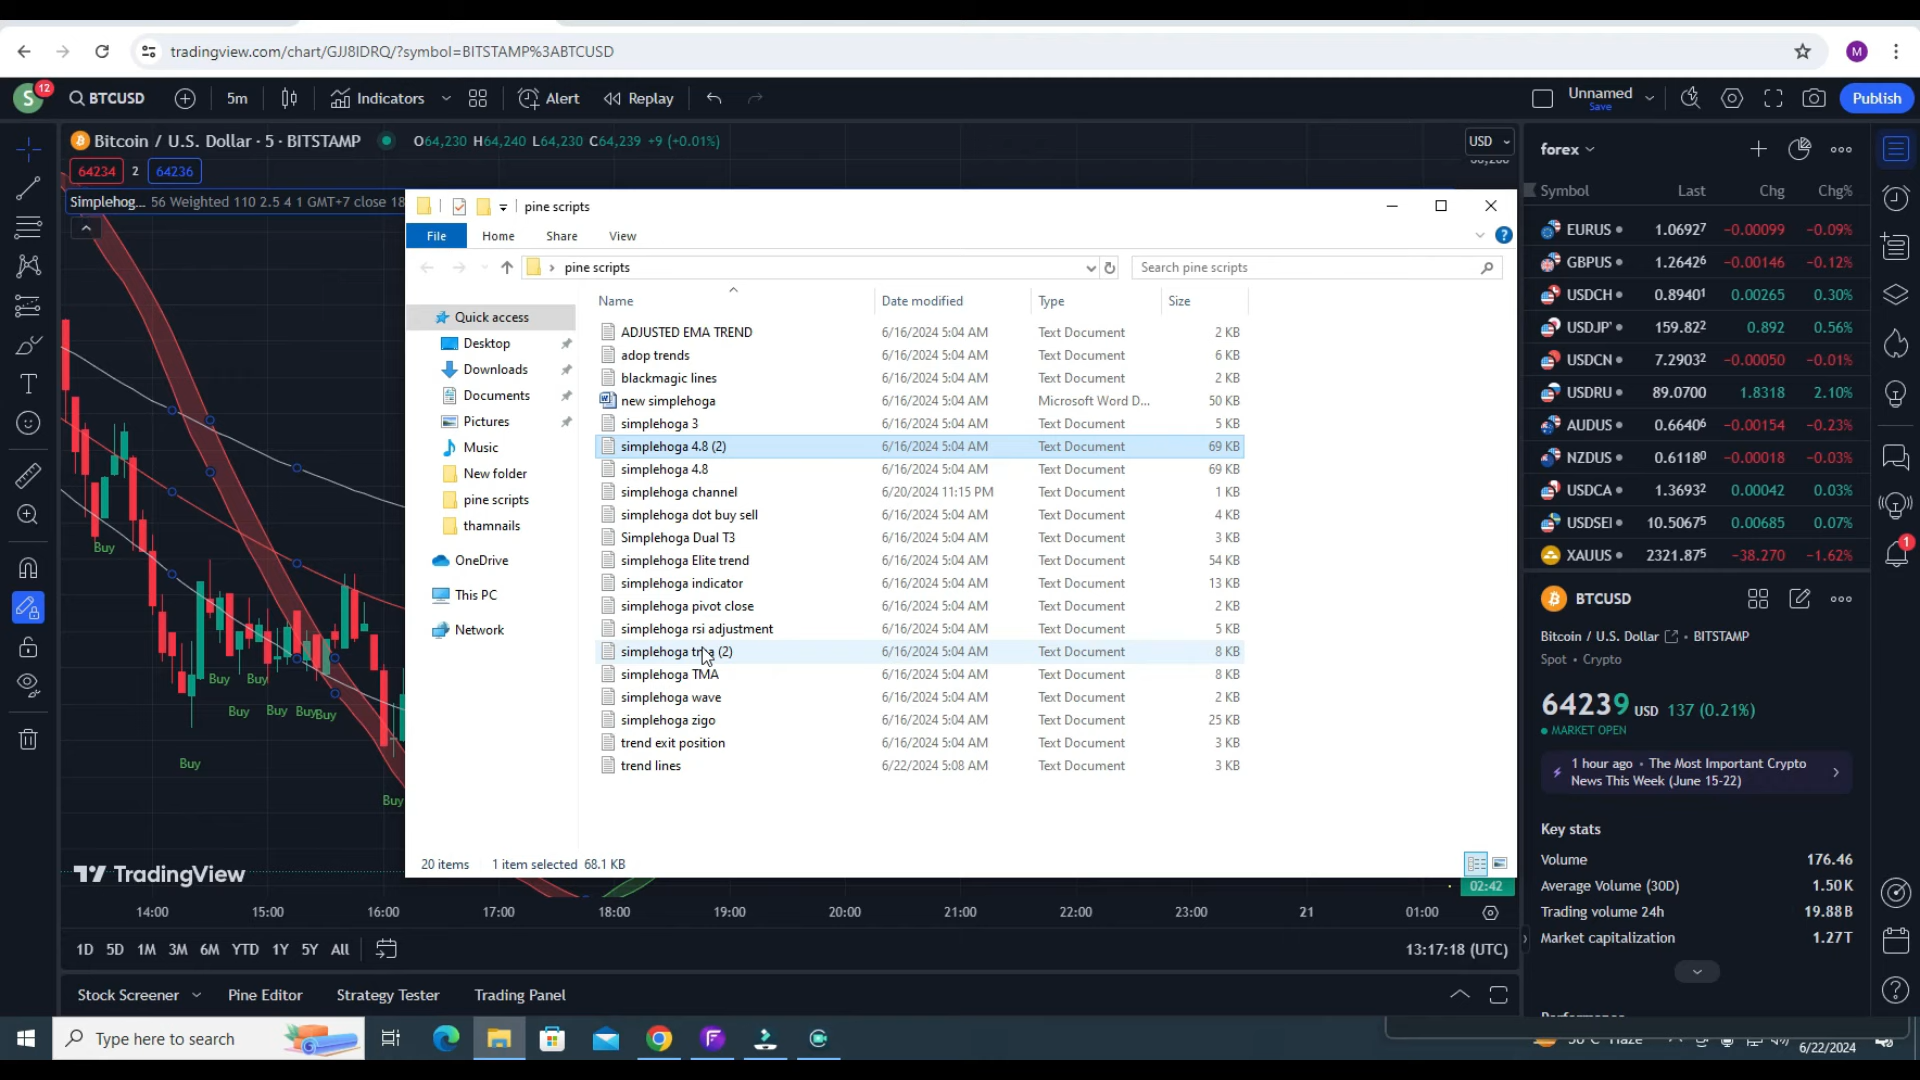 tradingview.com/chart/GJJ8IDRQ/?symbol=BITSTAMP%3ABTCUSD
M
S 12 BTCUSD 5m Indicators Alert Replay Unnamed Save Publish
Bitcoin / U.S. Dollar · 5 · BITSTAMP O64,230 H64,240 L64,230 C64,239 +9 (+0.01%) USD
64234 2 64236
Simplehog... 56 Weighted 110 2.5 4 1 GMT+7 close 18
pine scripts
File Home Share View
pine scripts Search pine scripts
Name Date modified Type Size
Quick access
Desktop
Downloads
Documents
Pictures
Music
New folder
pine scripts
thamnails
OneDrive
This PC
Network
ADJUSTED EMA TREND 6/16/2024 5:04 AM Text Document 2 KB
adop trends 6/16/2024 5:04 AM Text Document 6 KB
blackmagic lines 6/16/2024 5:04 AM Text Document 2 KB
new simplehoga 6/16/2024 5:04 AM Microsoft Word D... 50 KB
simplehoga 3 6/16/2024 5:04 AM Text Document 5 KB
simplehoga 4.8 (2) 6/16/2024 5:04 AM Text Document 69 KB
simplehoga 4.8 6/16/2024 5:04 AM Text Document 69 KB
simplehoga channel 6/20/2024 11:15 PM Text Document 1 KB
simplehoga dot buy sell 6/16/2024 5:04 AM Text Document 4 KB
Simplehoga Dual T3 6/16/2024 5:04 AM Text Document 3 KB
simplehoga Elite trend 6/16/2024 5:04 AM Text Document 54 KB
simplehoga indicator 6/16/2024 5:04 AM Text Document 13 KB
simplehoga pivot close 6/16/2024 5:04 AM Text Document 2 KB
simplehoga rsi adjustment 6/16/2024 5:04 AM Text Document 5 KB
simplehoga (2) 6/16/2024 5:04 AM Text Document 8 KB
simplehoga TMA 6/16/2024 5:04 AM Text Document 8 KB
simplehoga wave 6/16/2024 5:04 AM Text Document 2 KB
simplehoga zigo 6/16/2024 5:04 AM Text Document 25 KB
trend exit position 6/16/2024 5:04 AM Text Document 3 KB
trend lines 6/22/2024 5:08 AM Text Document 3 KB
20 items 1 item selected 68.1 KB
Buy
Buy
Buy
Buy
Buy
Buy
Buy
Buy
Buy
TradingView
02:42
14:00 15:00 16:00 17:00 18:00 19:00 20:00 21:00 22:00 23:00 21 01:00
1D 5D 1M 3M 6M YTD 1Y 5Y All 13:17:18 (UTC)
Stock Screener Pine Editor Strategy Tester Trading Panel
forex
Symbol Last Chg Chg%
EURUS 1.06927 −0.00099 −0.09%
GBPUS 1.26426 −0.00146 −0.12%
USDCH 0.89401 0.00265 0.30%
USDJP 159.822 0.892 0.56%
USDCN 7.29032 −0.00050 −0.01%
USDRU 89.0700 1.8318 2.10%
AUDUS 0.66406 −0.00154 −0.23%
NZDUS 0.61180 −0.00018 −0.03%
USDCA 1.36932 0.00042 0.03%
USDSEI 10.50675 0.00685 0.07%
XAUUS 2321.875 −38.270 −1.62%
1
BTCUSD
Bitcoin / U.S. Dollar · BITSTAMP
Spot · Crypto
64239 USD 137 (0.21%)
MARKET OPEN
1 hour ago · The Most Important Crypto
News This Week (June 15-22)
Key stats
Volume 176.46
Average Volume (30D) 1.50K
Trading volume 24h 19.88B
Market capitalization 1.27T
Type here to search
Haze
6/22/2024